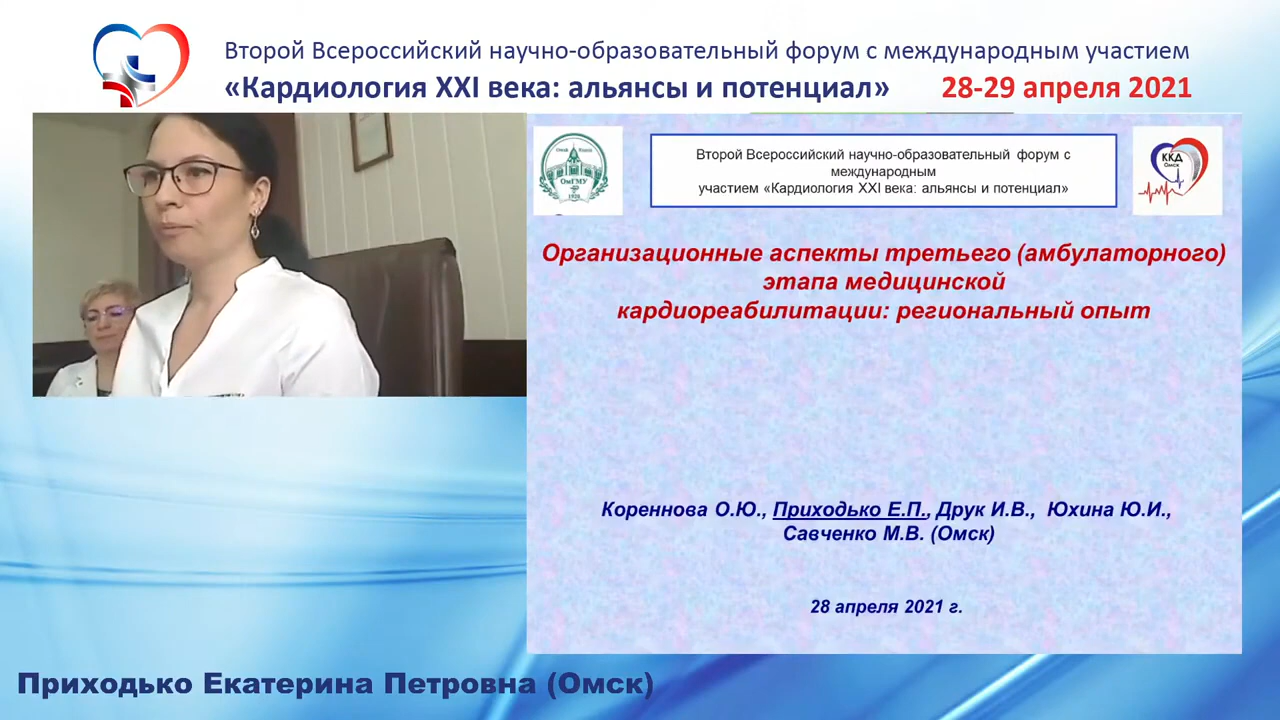 Второй Всероссийский научно-образовательный форум с международным участием
«Кардиология XXI века: альянсы и потенциал» 28-29 апреля 2021
Второй Всероссийский научно-образовательный форум с
международным
участием «Кардиология XXI века: альянсы и потенциал»
ОмГМУ
ККД
Омск
Организационные аспекты третьего (амбулаторного)
этапа медицинской
кардиореабилитации: региональный опыт
Кореннова О.Ю., Приходько Е.П., Друк И.В., Юхина Ю.И.,
Савченко М.В. (Омск)
28 апреля 2021 г.
Приходько Екатерина Петровна (Омск)